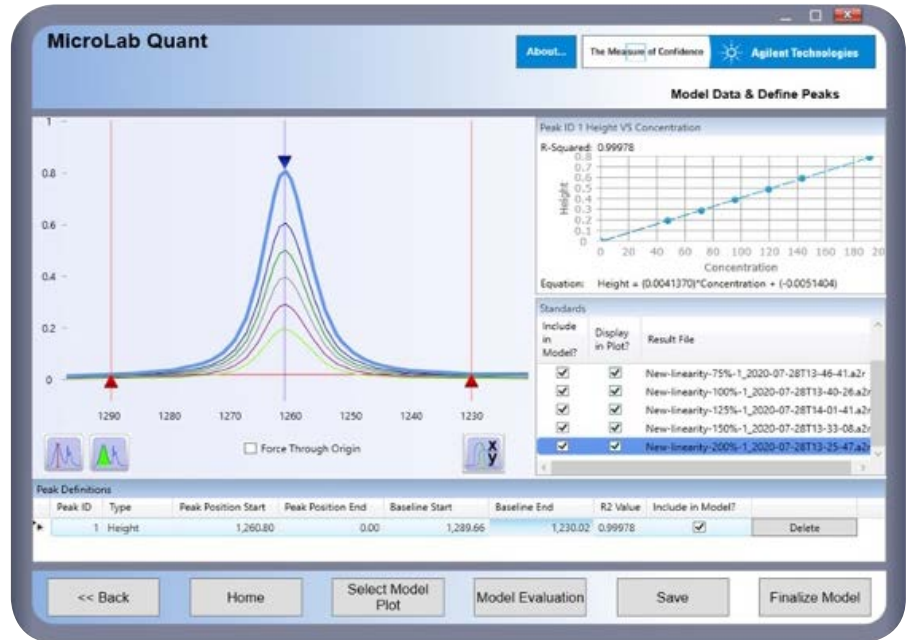 MicroLab Quant
About...
The Measure of Confidence
Agilent Technologies
Model Data & Define Peaks
Peak ID 1 Height VS Concentration
R-Squared: 0.99978
0.8
0.7
0.6
0.5
0.4
0.3
0.2
0.1
0
Height
0 20 40 60 80 100 120 140 160 180 20
Concentration
Equation: Height = (0.0041370)*Concentration + (-0.0051404)
1
0.8
0.6
0.4
0.2
0
1290 1280 1270 1260 1250 1240 1230
Force Through Origin
x
y
Standards
Include in Model?
Display in Plot?
Result File
New-linearity-75%-1_2020-07-28T13-46-41.a2r
New-linearity-100%-1_2020-07-28T13-40-26.a2r
New-linearity-125%-1_2020-07-28T14-01-41.a2r
New-linearity-150%-1_2020-07-28T13-33-08.a2r
New-linearity-200%-1_2020-07-28T13-25-47.a2r
Peak Definitions
Peak ID Type Peak Position Start Peak Position End Baseline Start Baseline End R2 Value Include in Model?
1 Height 1,260.80 0.00 1,289.66 1,230.02 0.99978 Delete
<< Back
Home
Select Model
Plot
Model Evaluation
Save
Finalize Model